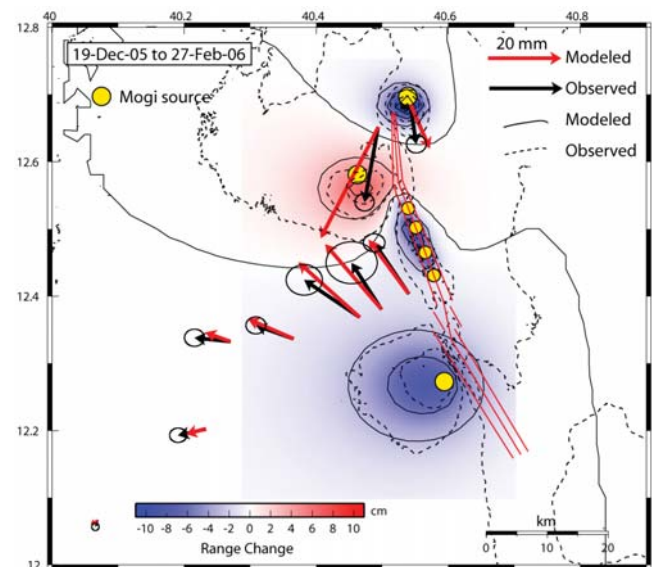 40 40.2 40.4 40.6 40.8
12.8
19-Dec-05 to 27-Feb-06
20 mm
Mogi source
Modeled
Observed
Modeled
Observed
12.6
12.4
12.2
cm
-10 -8 -6 -4 -2 0 2 4 6 8 10
Range Change
km
0 10 20
12